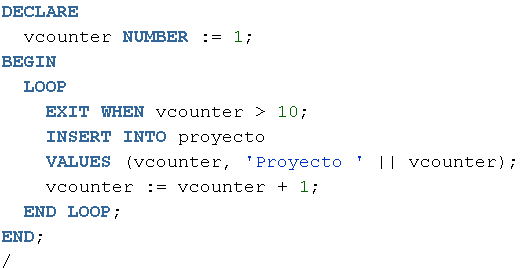 DECLARE
  vcounter NUMBER := 1;
BEGIN
  LOOP
    EXIT WHEN vcounter > 10;
    INSERT INTO proyecto
    VALUES (vcounter, 'Proyecto ' || vcounter);
    vcounter := vcounter + 1;
  END LOOP;
END;
/